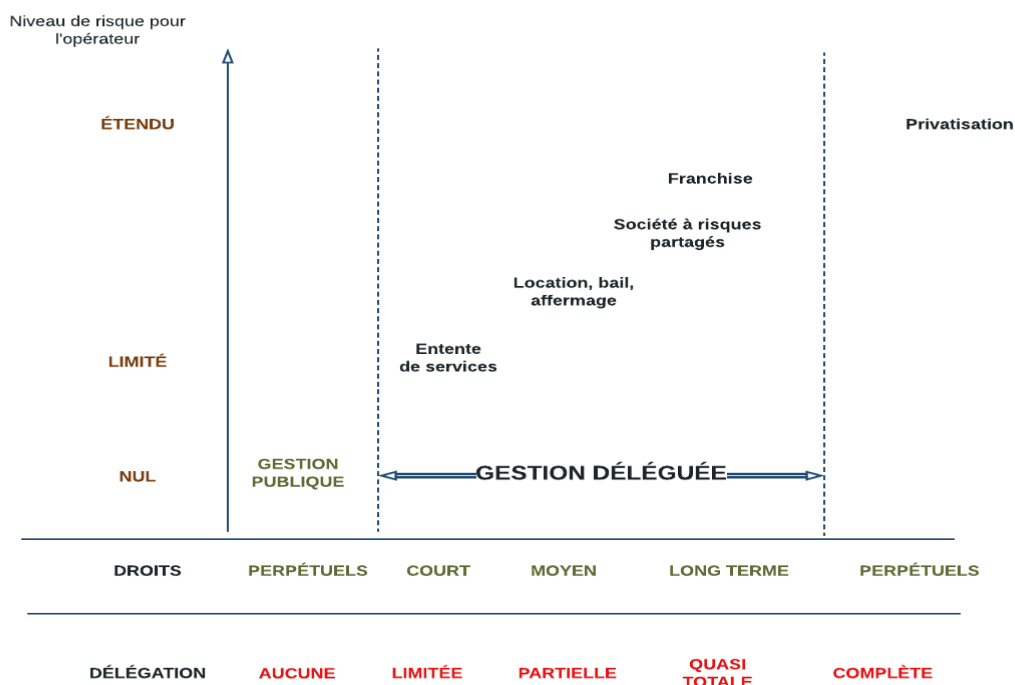 Niveau de risque pour
l'opérateur
ÉTENDU
Privatisation
Franchise
Société à risques
partagés
Location, bail,
affermage
Entente
de services
LIMITÉ
NUL
GESTION
PUBLIQUE
GESTION DÉLÉGUÉE
DROITS
PERPÉTUELS
COURT
MOYEN
LONG TERME
PERPÉTUELS
DÉLÉGATION
AUCUNE
LIMITÉE
PARTIELLE
QUASI
TOTALE
COMPLÈTE